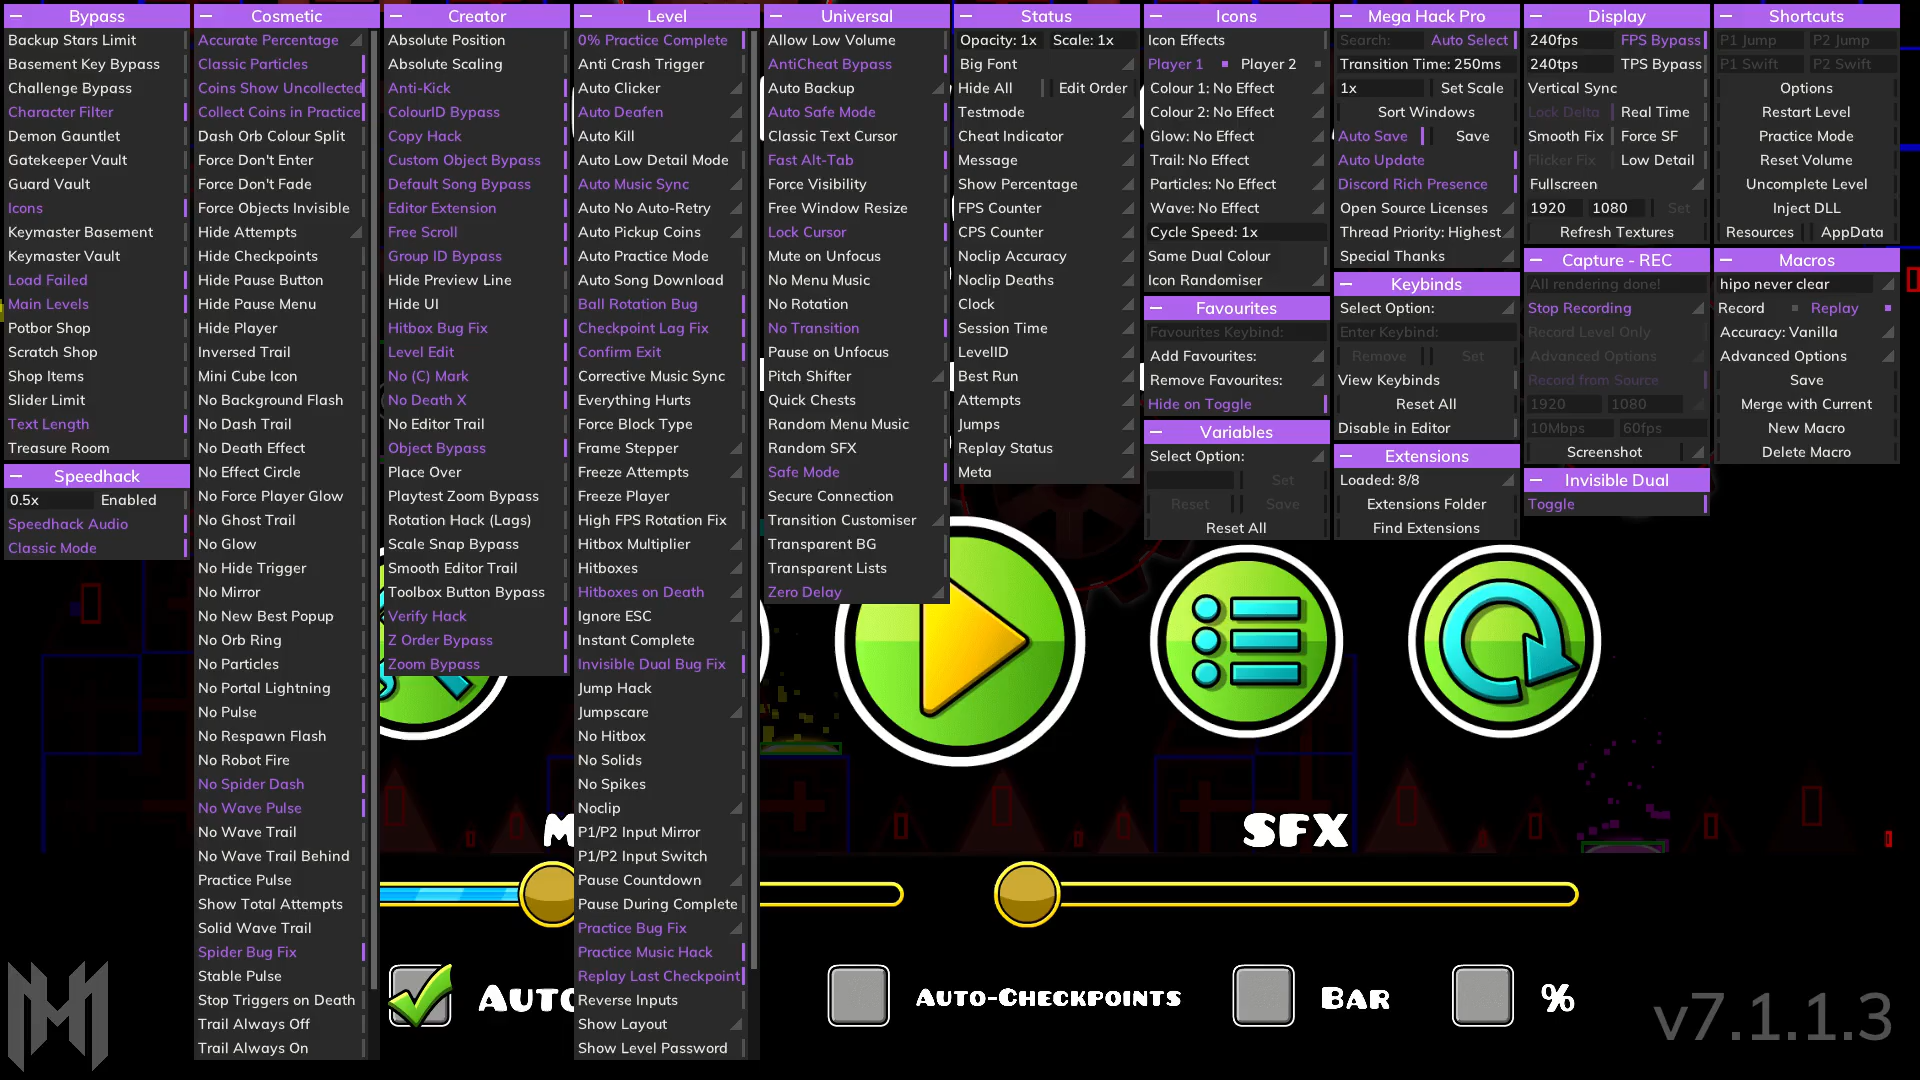 Bypass
Backup Stars Limit
Basement Key Bypass
Challenge Bypass
Character Filter
Demon Gauntlet
Gatekeeper Vault
Guard Vault
Icons
Keymaster Basement
Keymaster Vault
Load Failed
Main Levels
Potbor Shop
Scratch Shop
Shop Items
Slider Limit
Text Length
Treasure Room
Speedhack
0.5x Enabled
Speedhack Audio
Classic Mode
Cosmetic
Accurate Percentage
Classic Particles
Coins Show Uncollected
Collect Coins in Practice
Dash Orb Colour Split
Force Don't Enter
Force Don't Fade
Force Objects Invisible
Hide Attempts
Hide Checkpoints
Hide Pause Button
Hide Pause Menu
Hide Player
Inversed Trail
Mini Cube Icon
No Background Flash
No Dash Trail
No Death Effect
No Effect Circle
No Force Player Glow
No Ghost Trail
No Glow
No Hide Trigger
No Mirror
No New Best Popup
No Orb Ring
No Particles
No Portal Lightning
No Pulse
No Respawn Flash
No Robot Fire
No Spider Dash
No Wave Pulse
No Wave Trail
No Wave Trail Behind
Practice Pulse
Show Total Attempts
Solid Wave Trail
Spider Bug Fix
Stable Pulse
Stop Triggers on Death
Trail Always Off
Trail Always On
Creator
Absolute Position
Absolute Scaling
Anti-Kick
ColourID Bypass
Copy Hack
Custom Object Bypass
Default Song Bypass
Editor Extension
Free Scroll
Group ID Bypass
Hide Preview Line
Hide UI
Hitbox Bug Fix
Level Edit
No (C) Mark
No Death X
No Editor Trail
Object Bypass
Place Over
Playtest Zoom Bypass
Rotation Hack (Lags)
Scale Snap Bypass
Smooth Editor Trail
Toolbox Button Bypass
Verify Hack
Z Order Bypass
Zoom Bypass
Level
0% Practice Complete
Anti Crash Trigger
Auto Clicker
Auto Deafen
Auto Kill
Auto Low Detail Mode
Auto Music Sync
Auto No Auto-Retry
Auto Pickup Coins
Auto Practice Mode
Auto Song Download
Ball Rotation Bug
Checkpoint Lag Fix
Confirm Exit
Corrective Music Sync
Everything Hurts
Force Block Type
Frame Stepper
Freeze Attempts
Freeze Player
High FPS Rotation Fix
Hitbox Multiplier
Hitboxes
Hitboxes on Death
Ignore ESC
Instant Complete
Invisible Dual Bug Fix
Jump Hack
Jumpscare
No Hitbox
No Solids
No Spikes
Noclip
P1/P2 Input Mirror
P1/P2 Input Switch
Pause Countdown
Pause During Complete
Practice Bug Fix
Practice Music Hack
Replay Last Checkpoint
Reverse Inputs
Show Layout
Show Level Password
Universal
Allow Low Volume
AntiCheat Bypass
Auto Backup
Auto Safe Mode
Classic Text Cursor
Fast Alt-Tab
Force Visibility
Free Window Resize
Lock Cursor
Mute on Unfocus
No Menu Music
No Rotation
No Transition
Pause on Unfocus
Pitch Shifter
Quick Chests
Random Menu Music
Random SFX
Safe Mode
Secure Connection
Transition Customiser
Transparent BG
Transparent Lists
Zero Delay
Status
Opacity: 1x Scale: 1x
Big Font
Hide All Edit Order
Testmode
Cheat Indicator
Message
Show Percentage
FPS Counter
CPS Counter
Noclip Accuracy
Noclip Deaths
Clock
Session Time
LevelID
Best Run
Attempts
Jumps
Replay Status
Meta
Icons
Icon Effects
Player 1 Player 2
Colour 1: No Effect
Colour 2: No Effect
Glow: No Effect
Trail: No Effect
Particles: No Effect
Wave: No Effect
Cycle Speed: 1x
Same Dual Colour
Icon Randomiser
Favourites
Favourites Keybind:
Add Favourites:
Remove Favourites:
Hide on Toggle
Variables
Select Option:
Set
Reset Save
Reset All
Mega Hack Pro
Search: Auto Select
Transition Time: 250ms
1x Set Scale
Sort Windows
Auto Save Save
Auto Update
Discord Rich Presence
Open Source Licenses
Thread Priority: Highest
Special Thanks
Keybinds
Select Option:
Enter Keybind:
Remove Set
View Keybinds
Reset All
Disable in Editor
Extensions
Loaded: 8/8
Extensions Folder
Find Extensions
Display
240fps FPS Bypass
240tps TPS Bypass
Vertical Sync
Lock Delta Real Time
Smooth Fix Force SF
Flicker Fix Low Detail
Fullscreen
1920 1080 Set
Refresh Textures
Capture - REC
All rendering done!
Stop Recording
Record Level Only
Advanced Options
Record from Source
1920 1080
10Mbps 60fps
Screenshot
Invisible Dual
Toggle
Shortcuts
P1 Jump P2 Jump
P1 Swift P2 Swift
Options
Restart Level
Practice Mode
Reset Volume
Uncomplete Level
Inject DLL
Resources AppData
Macros
hipo never clear
Record Replay
Accuracy: Vanilla
Advanced Options
Save
Merge with Current
New Macro
Delete Macro
M
SFX
Auto
Auto-Checkpoints
Bar
%
v7.1.1.3